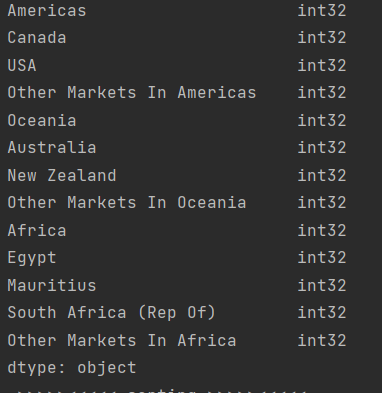 Americas int32
Canada int32
USA int32
Other Markets In Americas int32
Oceania int32
Australia int32
New Zealand int32
Other Markets In Oceania int32
Africa int32
Egypt int32
Mauritius int32
South Africa (Rep Of) int32
Other Markets In Africa int32
dtype: object